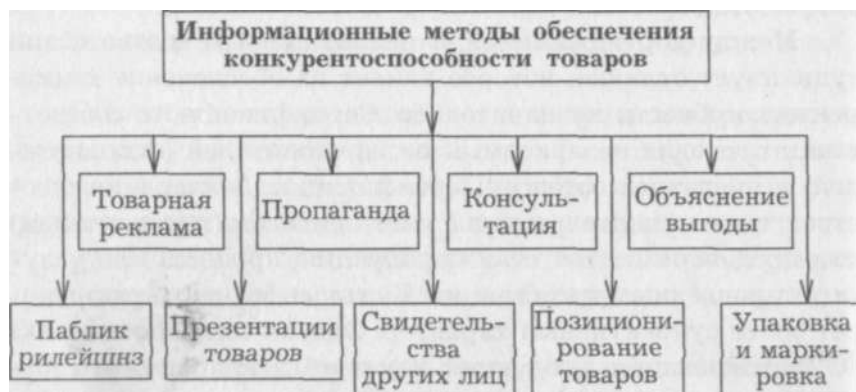 Информационные методы обеспечения
конкурентоспособности товаров
Товарная
реклама
Пропаганда
Консуль-
тация
Объяснение
выгоды
Паблик
рилейшнз
Презентации
товаров
Свидетель-
ства
других лиц
Позициони-
рование
товаров
Упаковка
и марки-
ровка